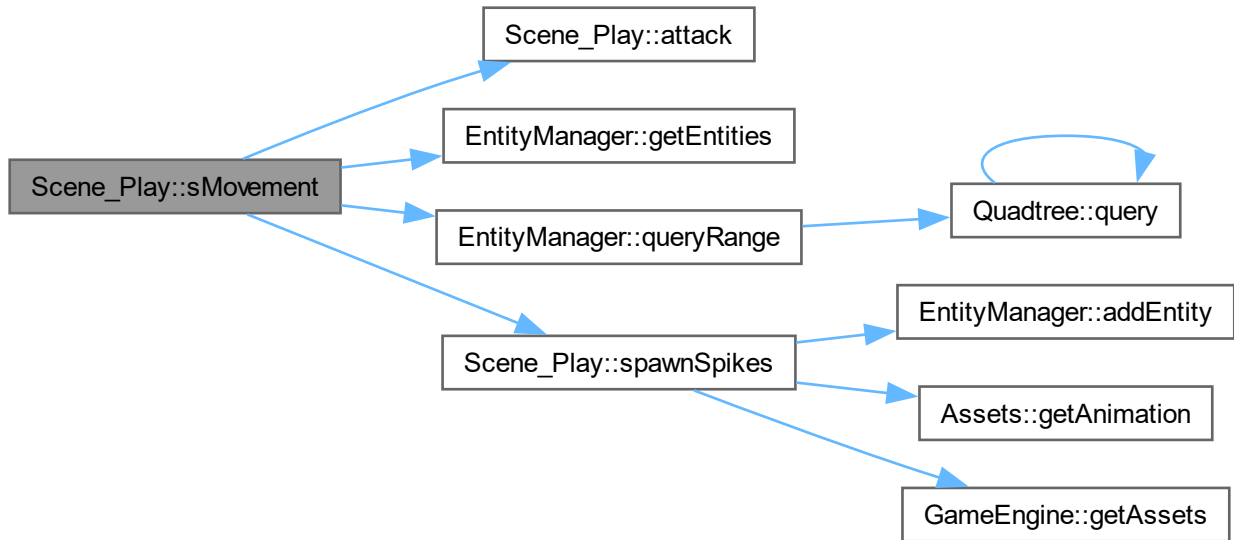 Scene_Play::sMovement
Scene_Play::attack
EntityManager::getEntities
EntityManager::queryRange
Quadtree::query
Scene_Play::spawnSpikes
EntityManager::addEntity
Assets::getAnimation
GameEngine::getAssets